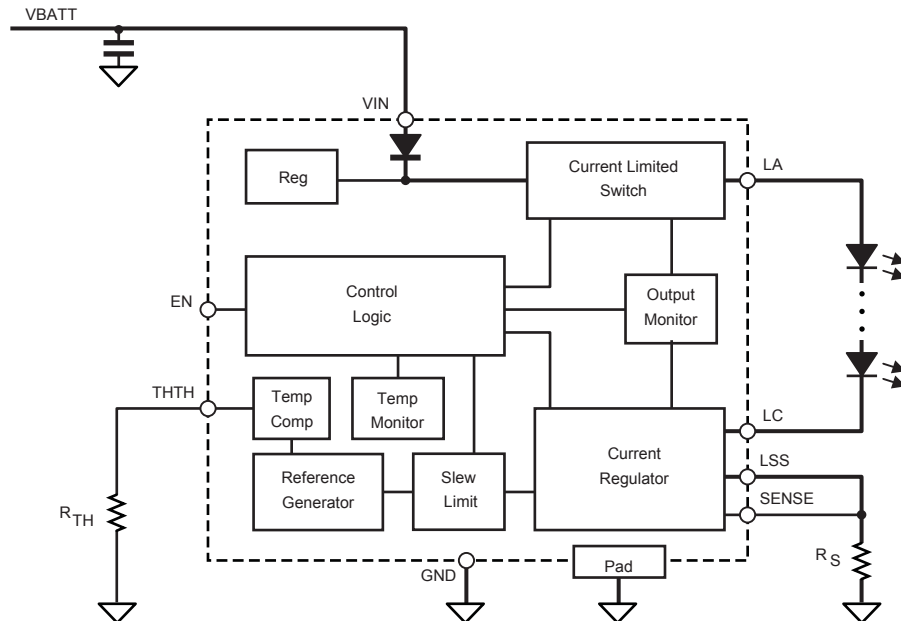 VBATT
VIN
Reg
Current Limited
Switch
LA
Control
Logic
EN
Output
Monitor
THTH
Temp
Comp
Temp
Monitor
LC
Current
Regulator
LSS
Reference
Generator
Slew
Limit
SENSE
RTH
RS
GND
Pad